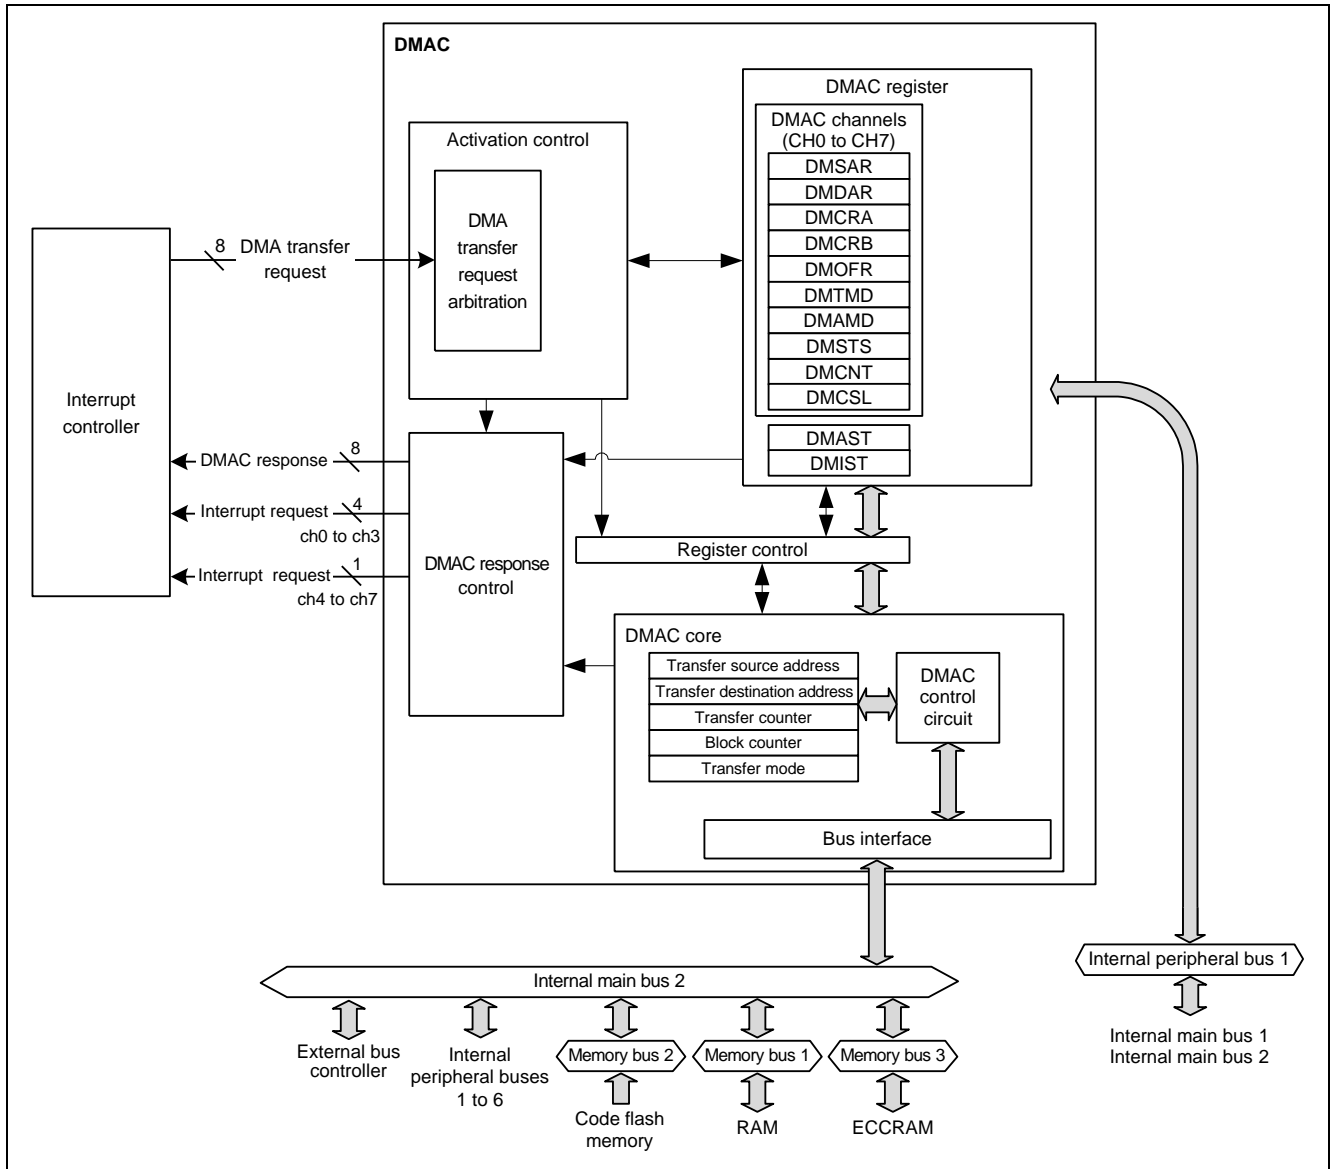 DMAC
DMAC register
DMAC channels
(CH0 to CH7)
DMSAR
DMDAR
DMCRA
DMCRB
DMOFR
DMTMD
DMAMD
DMSTS
DMCNT
DMCSL
DMAST
DMIST
Activation control
DMA
transfer
request
arbitration
8
DMA transfer
request
Interrupt
controller
DMAC response
8
Interrupt request
4
ch0 to ch3
Interrupt request
1
ch4 to ch7
DMAC response
control
Register control
DMAC core
Transfer source address
Transfer destination address
Transfer counter
Block counter
Transfer mode
DMAC
control
circuit
Bus interface
Internal main bus 2
Internal peripheral bus 1
Internal main bus 1
Internal main bus 2
External bus
controller
Internal
peripheral buses
1 to 6
Memory bus 2
Code flash
memory
Memory bus 1
RAM
Memory bus 3
ECCRAM